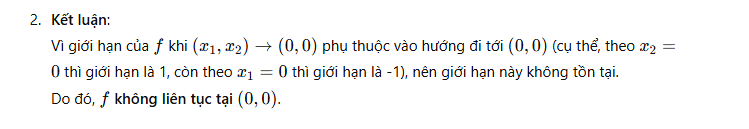 2. Kết luận:
Vì giới hạn của f khi (x₁, x₂) → (0, 0) phụ thuộc vào hướng đi tới (0, 0) (cụ thể, theo x₂ =
0 thì giới hạn là 1, còn theo x₁ = 0 thì giới hạn là -1), nên giới hạn này không tồn tại.
Do đó, f không liên tục tại (0, 0).